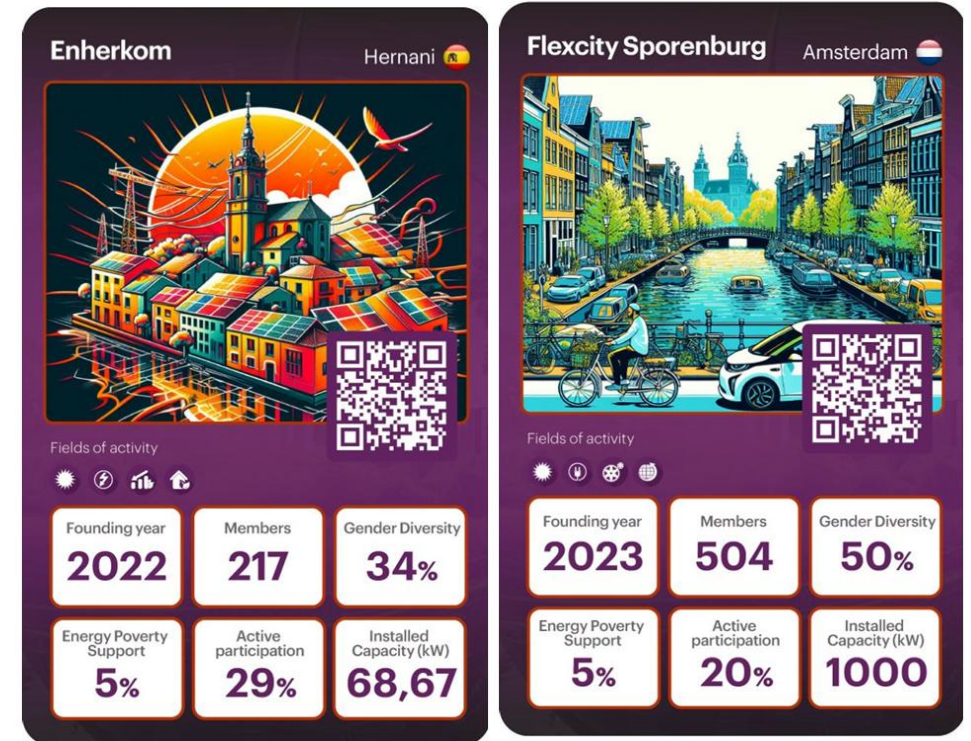 Enherkom
Hernani
Fields of activity
Founding year
2022
Members
217
Gender Diversity
34%
Energy Poverty
Support
5%
Active
participation
29%
Installed
Capacity (kW)
68,67
Flexcity Sporenburg
Amsterdam
Fields of activity
Founding year
2023
Members
504
Gender Diversity
50%
Energy Poverty
Support
5%
Active
participation
20%
Installed
Capacity (kW)
1000